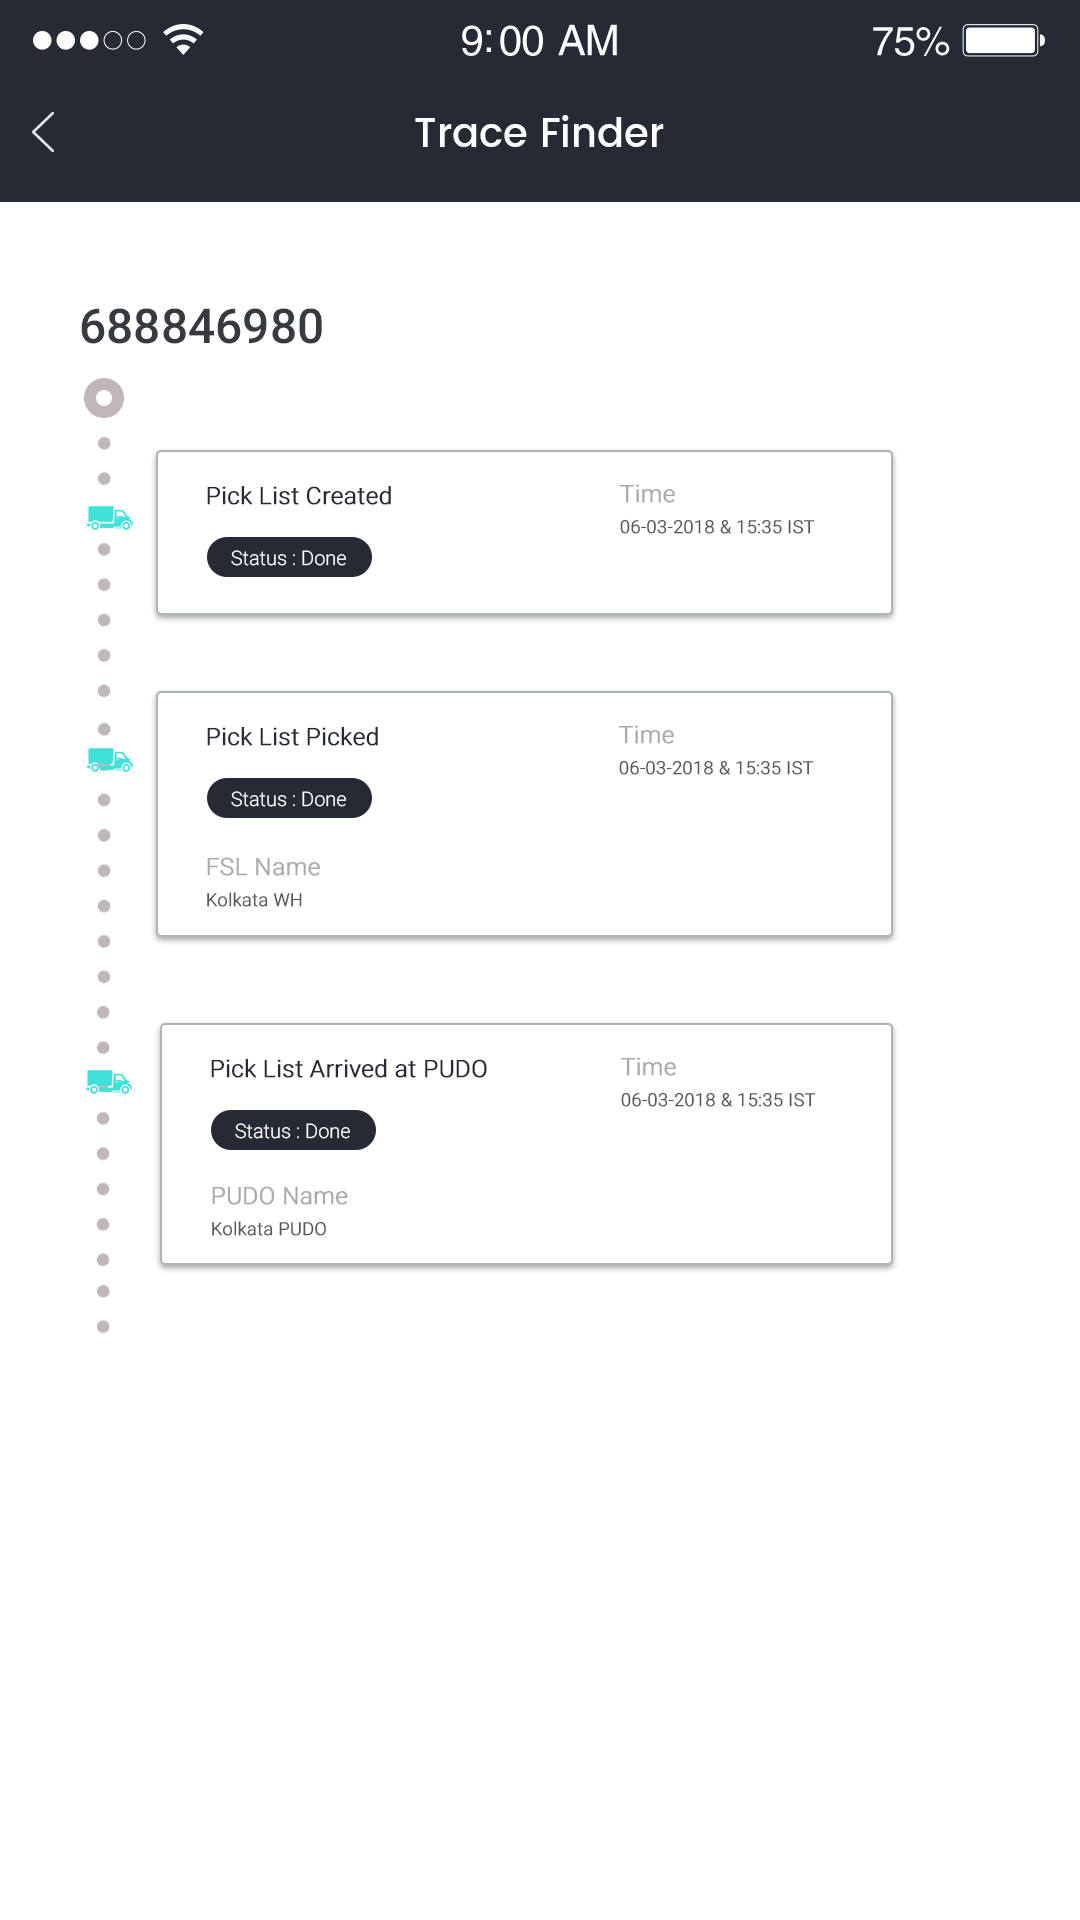 9:00 AM
75%
Trace Finder
688846980
Pick List Created
Time
06-03-2018 & 15:35 IST
Status : Done
Pick List Picked
Time
06-03-2018 & 15:35 IST
Status : Done
FSL Name
Kolkata WH
Pick List Arrived at PUDO
Time
06-03-2018 & 15:35 IST
Status : Done
PUDO Name
Kolkata PUDO